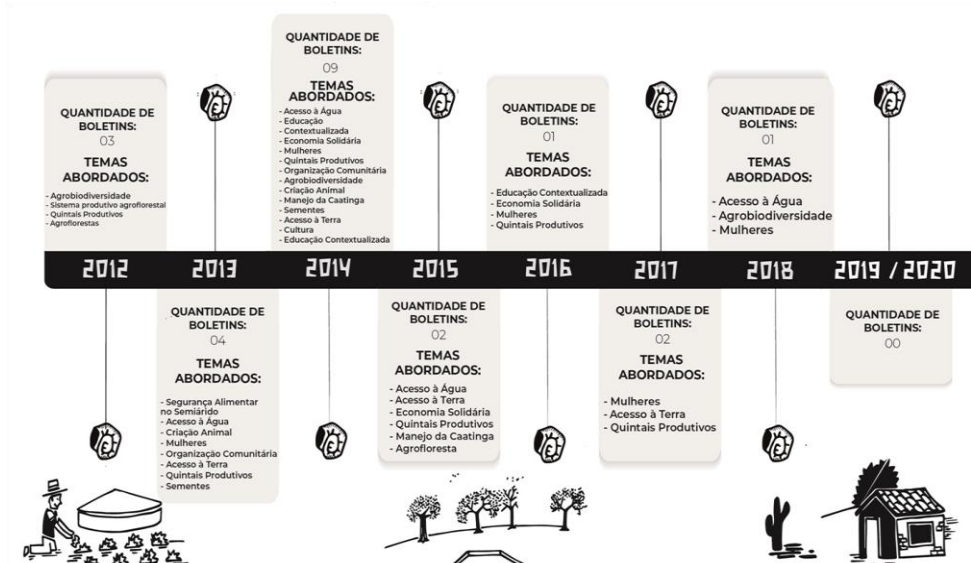 QUANTIDADE DE
BOLETINS:
03
TEMAS
ABORDADOS:
- Agrobiodiversidade
- Sistema produtivo agroflorestal
- Quintais Produtivos
- Agroflorestas
QUANTIDADE DE
BOLETINS:
09
TEMAS
ABORDADOS:
- Acesso à Água
- Educação
- Contextualizada
- Economia Solidária
- Mulheres
- Quintais Produtivos
- Organização Comunitária
- Agrobiodiversidade
- Criação Animal
- Manejo da Caatinga
- Sementes
- Acesso à Terra
- Cultura
- Educação Contextualizada
QUANTIDADE DE
BOLETINS:
01
TEMAS
ABORDADOS:
- Educação Contextualizada
- Economia Solidária
- Mulheres
- Quintais Produtivos
QUANTIDADE DE
BOLETINS:
01
TEMAS
ABORDADOS:
- Acesso à Água
- Agrobiodiversidade
- Mulheres
2012 2013 2014 2015 2016 2017 2018 2019 / 2020
QUANTIDADE DE
BOLETINS:
04
TEMAS
ABORDADOS:
- Segurança Alimentar
no Semiárido
- Acesso à Água
- Criação Animal
- Mulheres
- Organização Comunitária
- Acesso à Terra
- Quintais Produtivos
- Sementes
QUANTIDADE DE
BOLETINS:
02
TEMAS
ABORDADOS:
- Acesso à Água
- Acesso à Terra
- Economia Solidária
- Quintais Produtivos
- Manejo da Caatinga
- Agrofloresta
QUANTIDADE DE
BOLETINS:
02
TEMAS
ABORDADOS:
- Mulheres
- Acesso à Terra
- Quintais Produtivos
QUANTIDADE DE
BOLETINS:
00